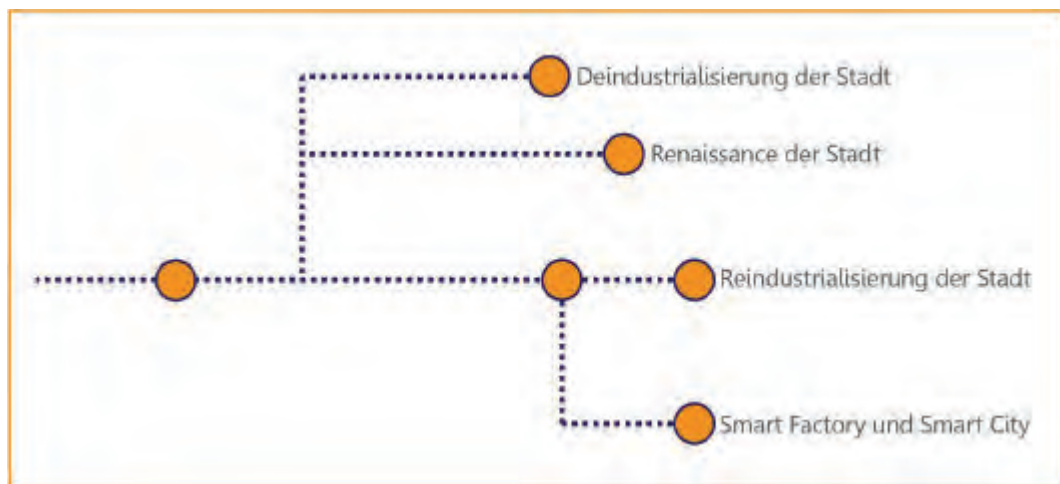 Deindustrialisierung der Stadt
Renaissance der Stadt
Reindustrialisierung der Stadt
Smart Factory und Smart City